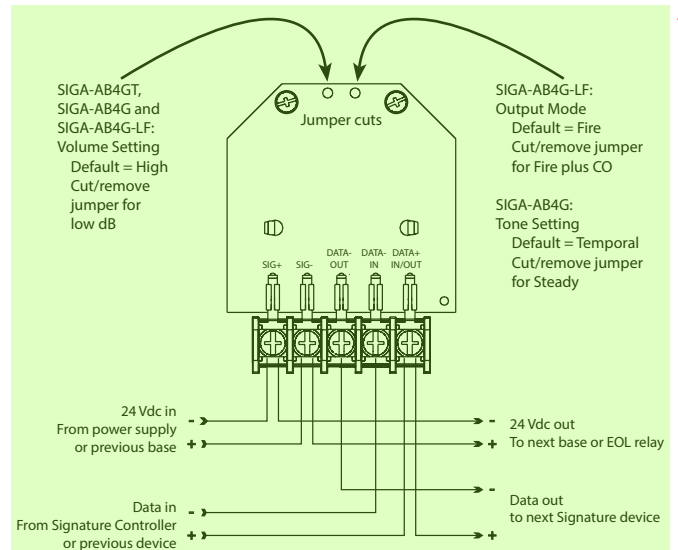 SIGA-AB4GT,
SIGA-AB4G and
SIGA-AB4G-LF:
Volume Setting
Default = High
Cut/remove
jumper for
low dB
Jumper cuts
SIGA-AB4G-LF:
Output Mode
Default = Fire
Cut/remove jumper
for Fire plus CO
SIGA-AB4G:
Tone Setting
Default = Temporal
Cut/remove jumper
for Steady
SIG+
SIG-
DATA-
OUT
DATA-
IN
DATA+
IN/OUT
24 Vdc in
From power supply
or previous base
-
+
-
+
24 Vdc out
To next base or EOL relay
Data in
From Signature Controller
or previous device
-
+
-
+
Data out
to next Signature device